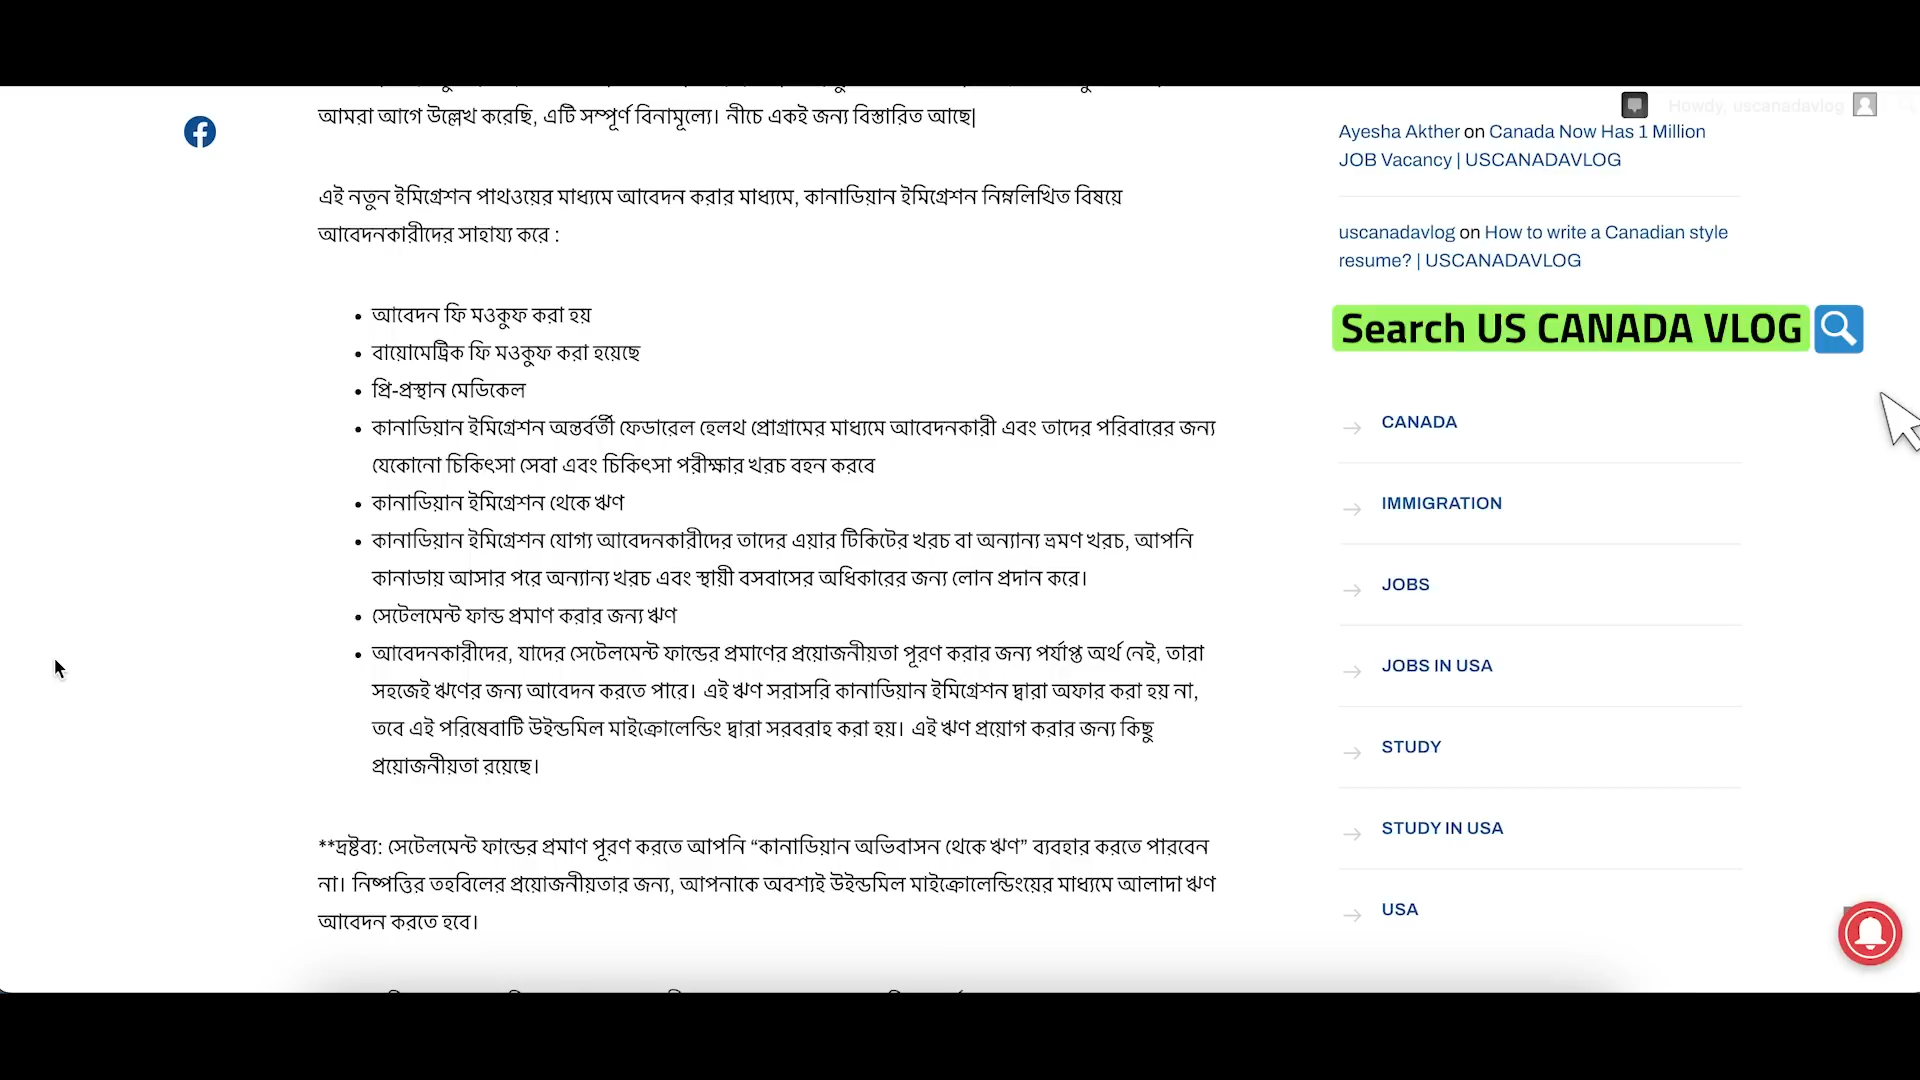 আমরা আগে উল্লেখ করেছি, এটি সম্পূর্ণ বিনামূল্যে। নীচে একই জন্য বিস্তারিত আছে|
এই নতুন ইমিগ্রেশন পাথওয়ের মাধ্যমে আবেদন করার মাধ্যমে, কানাডিয়ান ইমিগ্রেশন নিম্নলিখিত বিষয়ে
আবেদনকারীদের সাহায্য করে :
• আবেদন ফি মওকুফ করা হয়
• বায়োমেট্রিক ফি মওকুফ করা হয়েছে
• প্রি-প্রস্থান মেডিকেল
• কানাডিয়ান ইমিগ্রেশন অন্তর্বর্তী ফেডারেল হেলথ প্রোগ্রামের মাধ্যমে আবেদনকারী এবং তাদের পরিবারের জন্য
যেকোনো চিকিৎসা সেবা এবং চিকিৎসা পরীক্ষার খরচ বহন করবে
• কানাডিয়ান ইমিগ্রেশন থেকে ঋণ
• কানাডিয়ান ইমিগ্রেশন যোগ্য আবেদনকারীদের তাদের এয়ার টিকিটের খরচ বা অন্যান্য ভ্রমণ খরচ, আপনি
কানাডায় আসার পরে অন্যান্য খরচ এবং স্থায়ী বসবাসের অধিকারের জন্য লোন প্রদান করে।
• সেটেলমেন্ট ফান্ড প্রমাণ করার জন্য ঋণ
• আবেদনকারীদের, যাদের সেটেলমেন্ট ফান্ডের প্রমাণের প্রয়োজনীয়তা পূরণ করার জন্য পর্যাপ্ত অর্থ নেই, তারা
সহজেই ঋণের জন্য আবেদন করতে পারে। এই ঋণ সরাসরি কানাডিয়ান ইমিগ্রেশন দ্বারা অফার করা হয় না,
তবে এই পরিষেবাটি উইন্ডমিল মাইক্রোলেন্ডিং দ্বারা সরবরাহ করা হয়। এই ঋণ প্রয়োগ করার জন্য কিছু
প্রয়োজনীয়তা রয়েছে।
**দ্রষ্টব্য: সেটেলমেন্ট ফান্ডের প্রমাণ পূরণ করতে আপনি “কানাডিয়ান অভিবাসন থেকে ঋণ” ব্যবহার করতে পারবেন
না। নিষ্পত্তির তহবিলের প্রয়োজনীয়তার জন্য, আপনাকে অবশ্যই উইন্ডমিল মাইক্রোলেন্ডিংয়ের মাধ্যমে আলাদা ঋণ
আবেদন করতে হবে।
Howdy, uscanadavlog
Ayesha Akther on Canada Now Has 1 Million
JOB Vacancy | USCANADAVLOG
uscanadavlog on How to write a Canadian style
resume? | USCANADAVLOG
Search US CANADA VLOG
CANADA
IMMIGRATION
JOBS
JOBS IN USA
STUDY
STUDY IN USA
USA